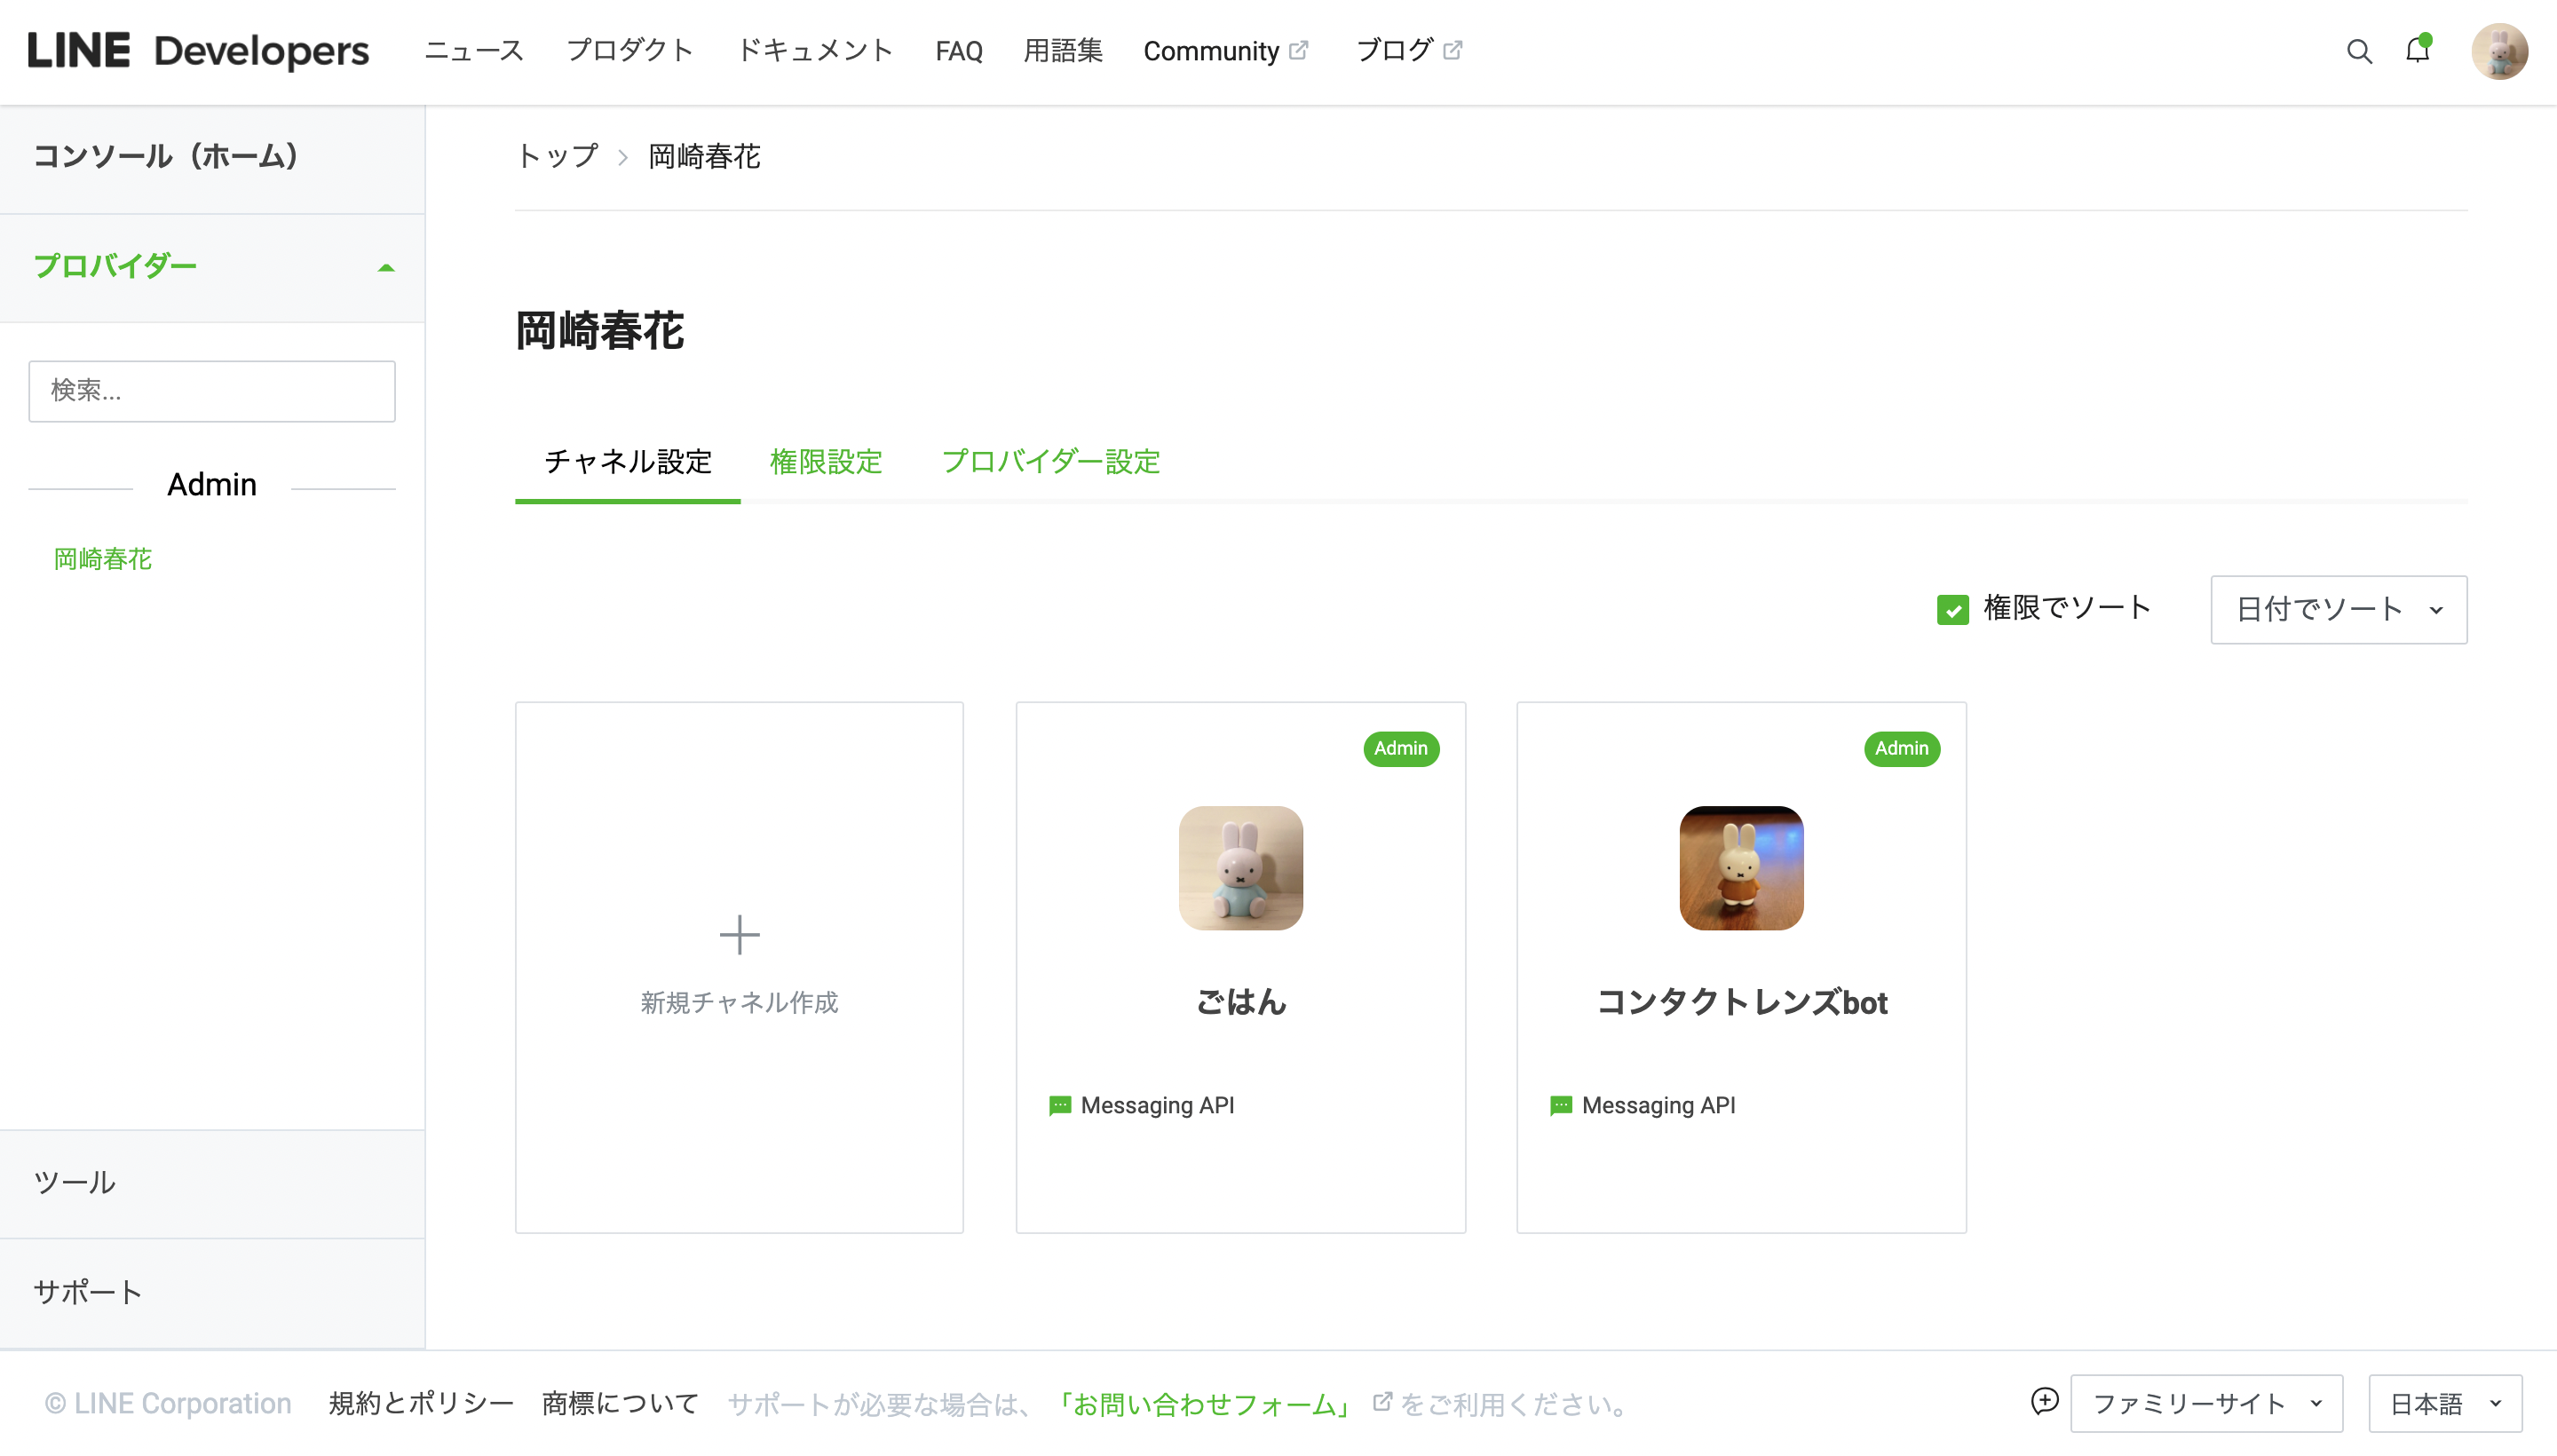 LINE Developers ニュース プロダクト ドキュメント FAQ 用語集 Community ブログ
コンソール（ホーム）
プロバイダー
検索...
Admin
岡崎春花
ツール
サポート
トップ > 岡崎春花
岡崎春花
チャネル設定 権限設定 プロバイダー設定
権限でソート 日付でソート
新規チャネル作成
Admin
ごはん
Messaging API
Admin
コンタクトレンズbot
Messaging API
© LINE Corporation 規約とポリシー 商標について サポートが必要な場合は、「お問い合わせフォーム」をご利用ください。 ファミリーサイト 日本語